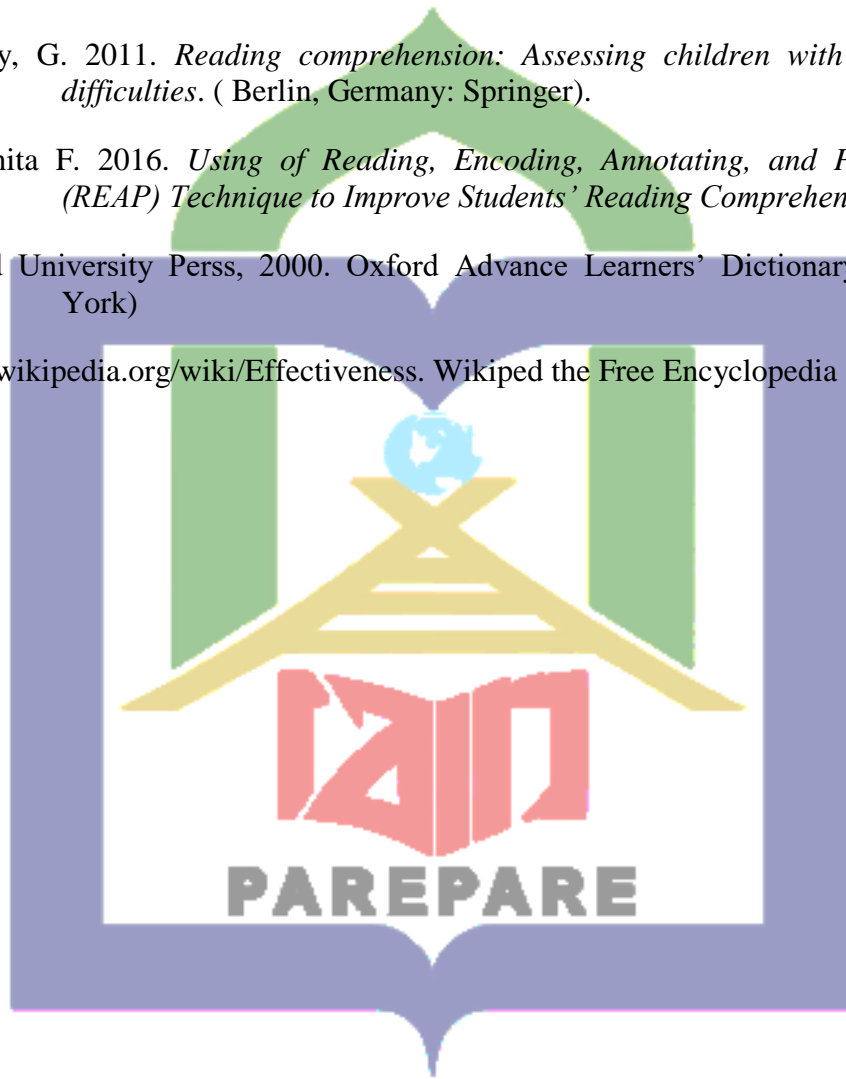 y, G. 2011. Reading comprehension: Assessing children with
difficulties. ( Berlin, Germany: Springer).
nita F. 2016. Using of Reading, Encoding, Annotating, and
(REAP) Technique to Improve Students’ Reading Comprehen
University Perss, 2000. Oxford Advance Learners’ Dictionary
York)
wikipedia.org/wiki/Effectiveness. Wikiped the Free Encyclopedia
iain
PAREPARE